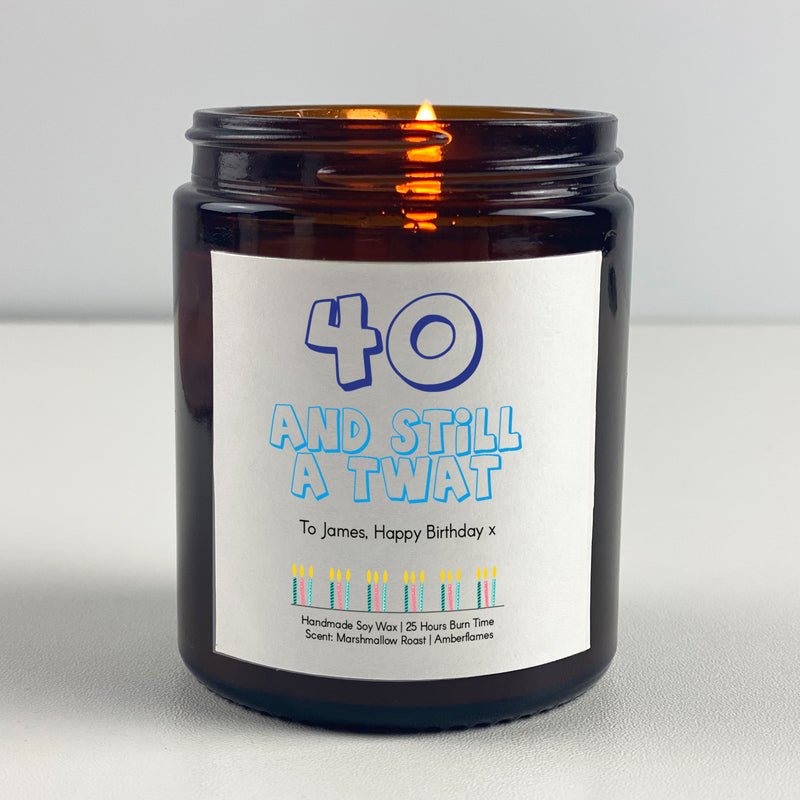 40
AND STiLL
A TWAT
To James, Happy Birthday x
Handmade Soy Wax | 25 Hours Burn Time
Scent: Marshmallow Roast | Amberflames